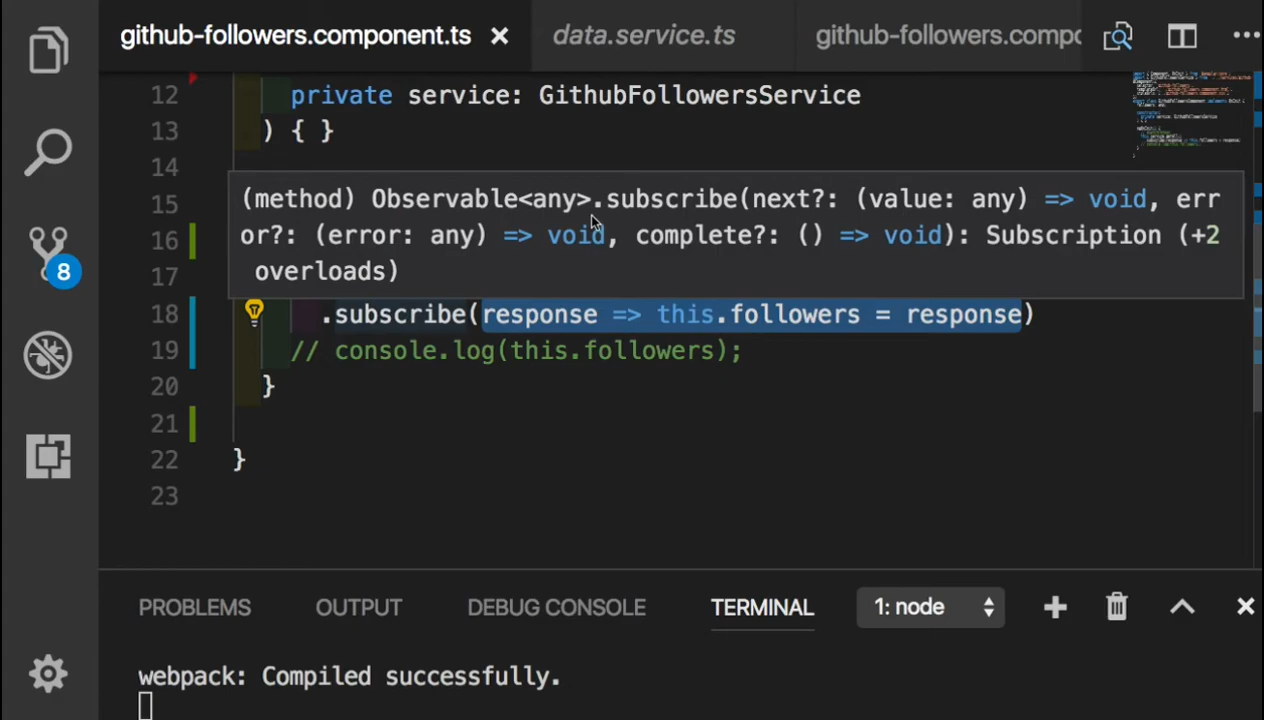 github-followers.component.ts × data.service.ts github-followers.compo
12 private service: GithubFollowersService
13 ) { }
14
15 (method) Observable<any>.subscribe(next?: (value: any) => void, err
16 or?: (error: any) => void, complete?: () => void): Subscription (+2
17 overloads)
18 .subscribe(response => this.followers = response)
19 // console.log(this.followers);
20 }
21
22 }
23
8
PROBLEMS OUTPUT DEBUG CONSOLE TERMINAL 1: node
webpack: Compiled successfully.